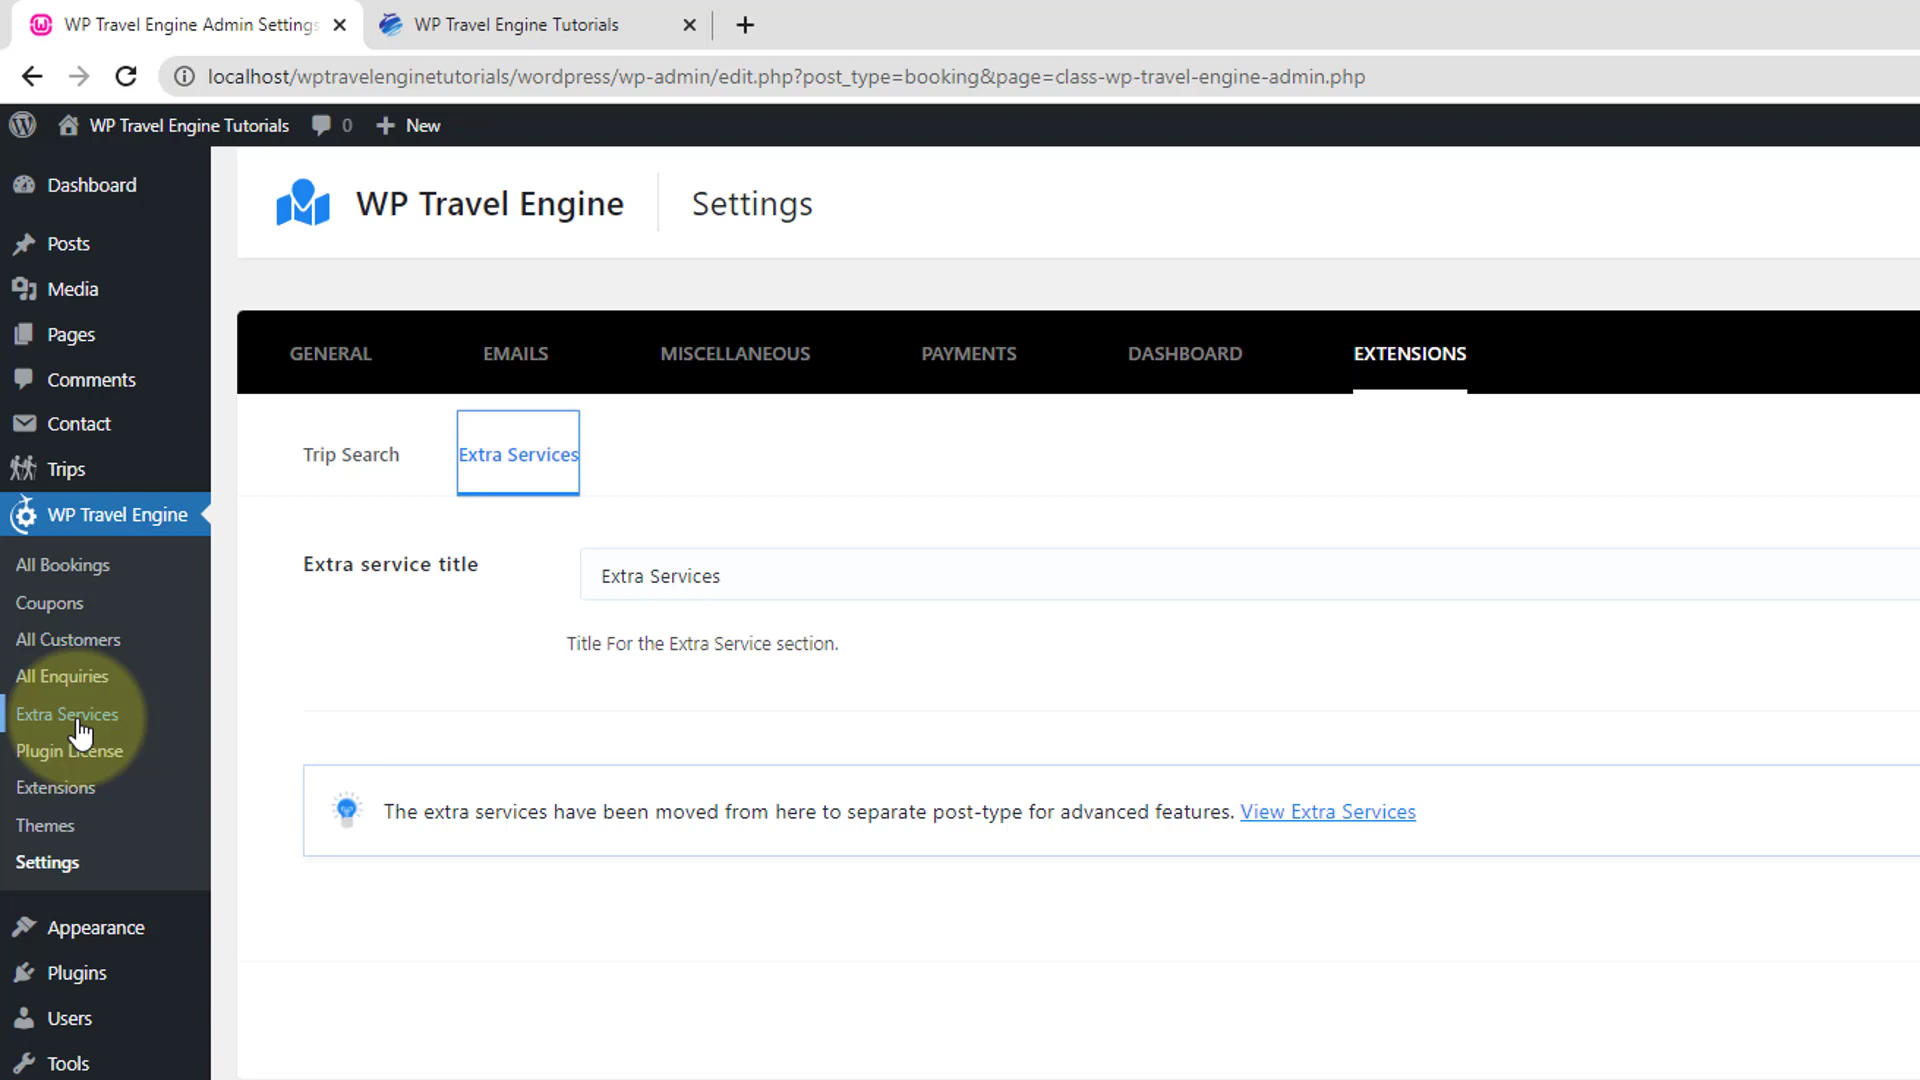 WP Travel Engine Admin Settings
WP Travel Engine Tutorials
localhost/wptravelenginetutorials/wordpress/wp-admin/edit.php?post_type=booking&page=class-wp-travel-engine-admin.php
WP Travel Engine Tutorials 0 New
Dashboard
Posts
Media
Pages
Comments
Contact
Trips
WP Travel Engine
All Bookings
Coupons
All Customers
All Enquiries
Extra Services
Plugin License
Extensions
Themes
Settings
Appearance
Plugins
Users
Tools
WP Travel Engine Settings
GENERAL EMAILS MISCELLANEOUS PAYMENTS DASHBOARD EXTENSIONS
Trip Search Extra Services
Extra service title Extra Services
Title For the Extra Service section.
The extra services have been moved from here to separate post-type for advanced features. View Extra Services